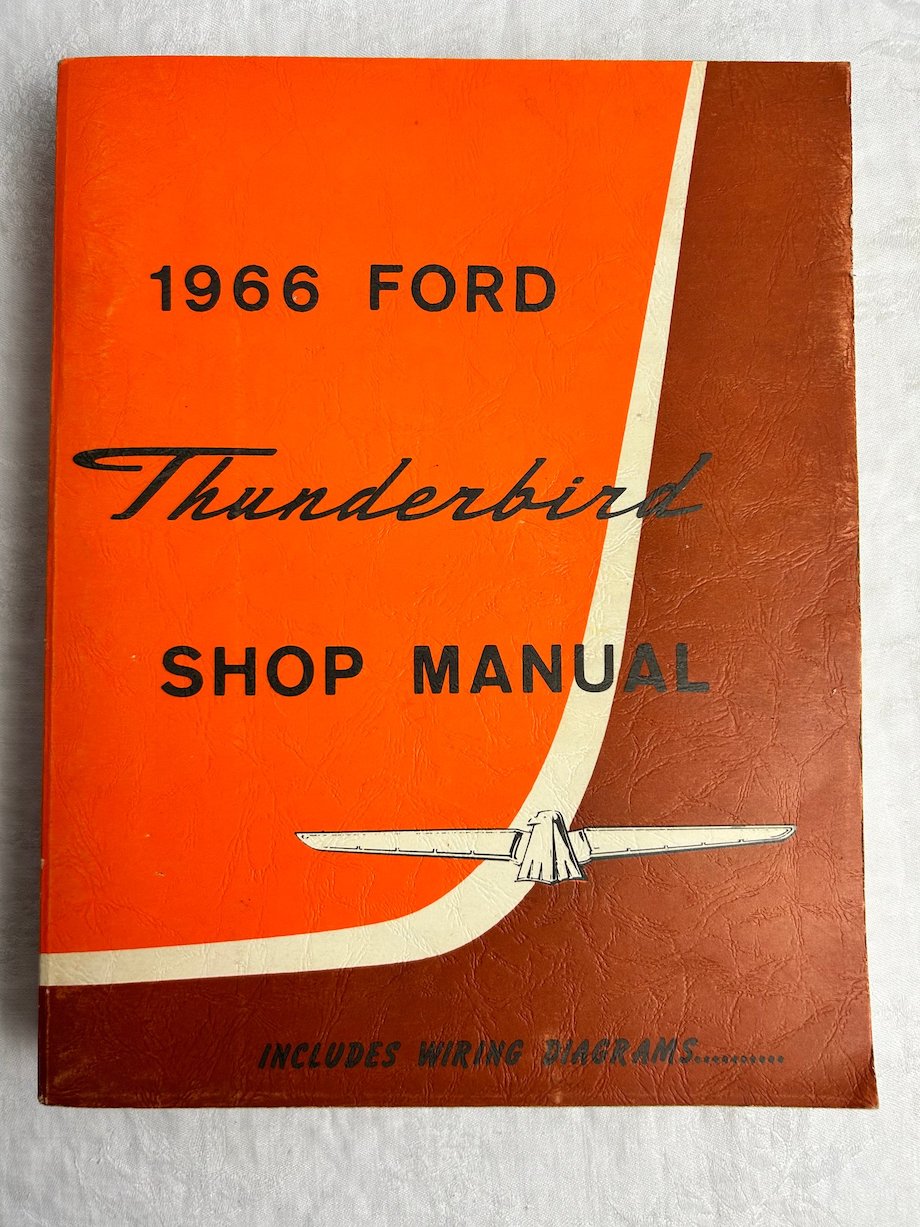 1966 FORD
Thunderbird
SHOP MANUAL
INCLUDES WIRING DIAGRAMS...........